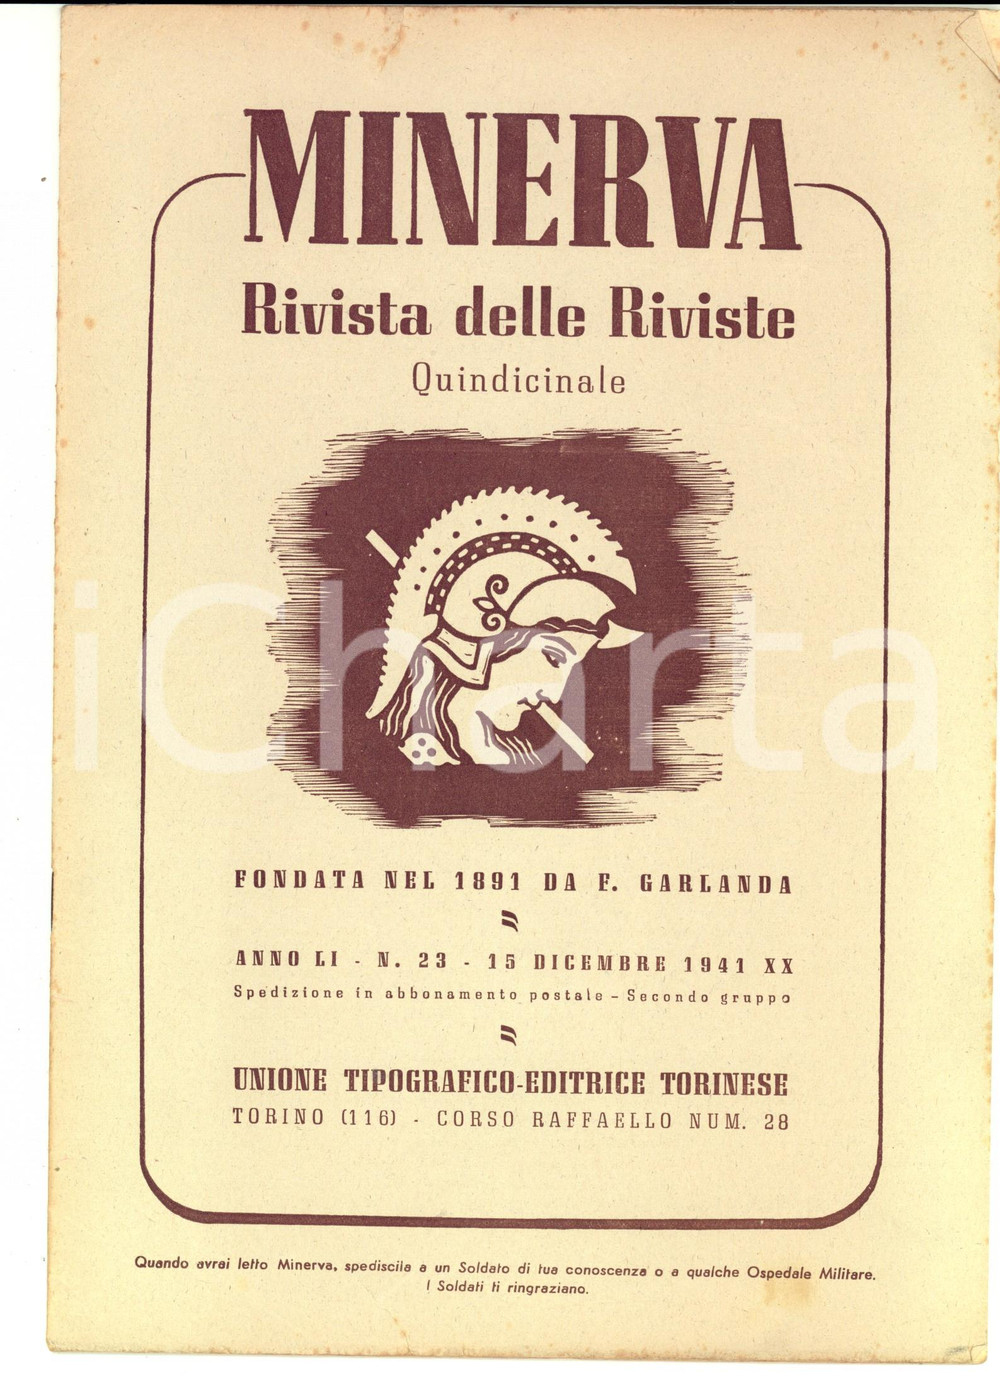 MINERVA
Rivista delle Riviste
Quindicinale
iCharta
FONDATA NEL 1891 DA F. GARLANDA
ANNO LI - N. 23 - 15 DICEMBRE 1941 XX
Spedizione in abbonamento postale - Secondo gruppo
UNIONE TIPOGRAFICO-EDITRICE TORINESE
TORINO (116) - CORSO RAFFAELLO NUM. 28
Quando avrai letto Minerva, spediscila a un Soldato di tua conoscenza o a qualche Ospedale Militare.
I Soldati ti ringraziano.